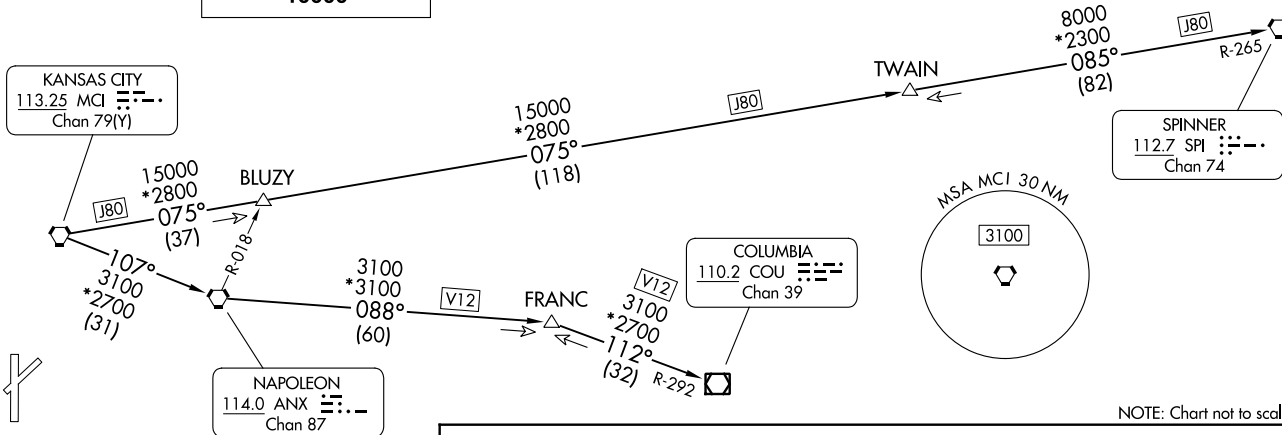 10000
8000
*2300
085°
(82)
J80
R-265
TWAIN
KANSAS CITY
113.25 MCI
Chan 79(Y)
15000
*2800
075°
(118)
J80
SPINNER
112.7 SPI
Chan 74
15000
*2800
075°
(37)
J80
BLUZY
MSA MCI 30 NM
3100
R-018
107°
3100
*2700
(31)
3100
*3100
088°
(60)
V12
FRANC
V12
3100
*2700
112°
(32)
R-292
COLUMBIA
110.2 COU
Chan 39
NAPOLEON
114.0 ANX
Chan 87
NOTE: Chart not to scal